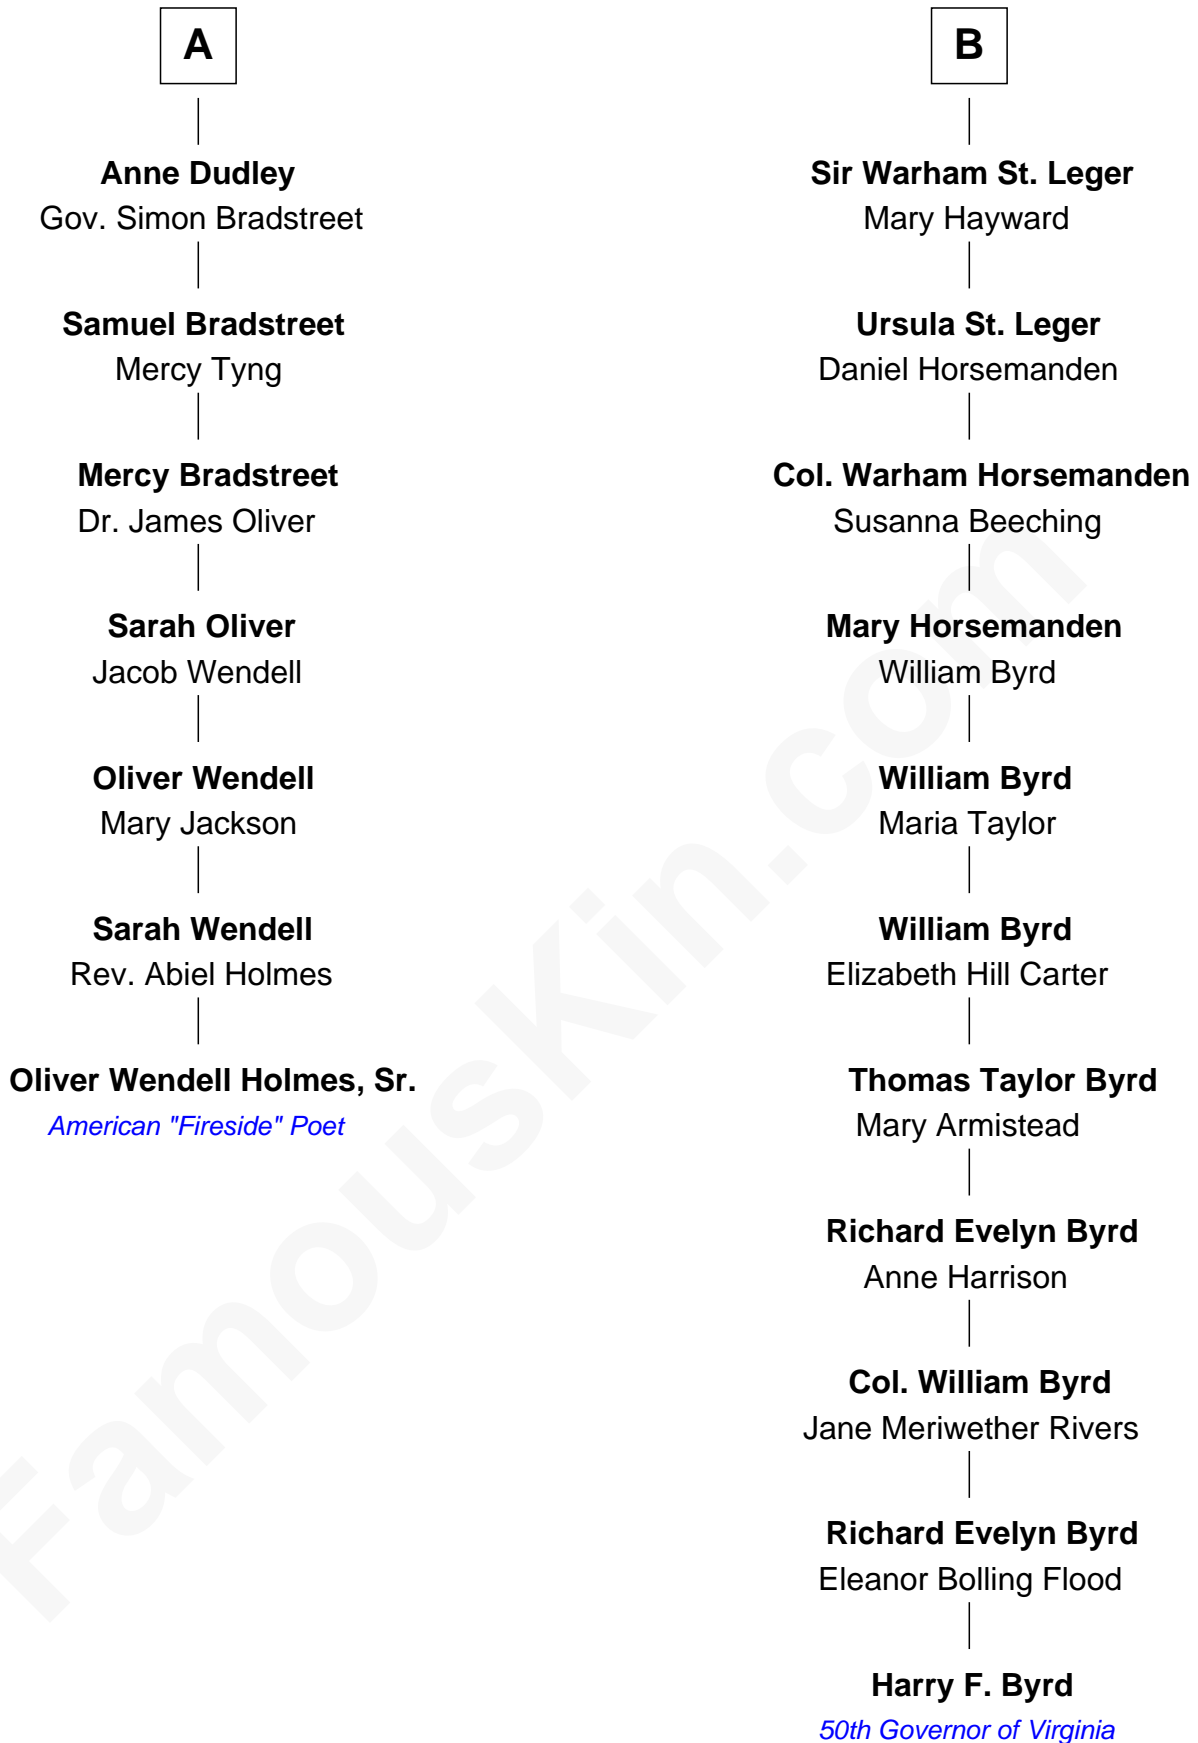 A
Anne Dudley
Gov. Simon Bradstreet
Samuel Bradstreet
Mercy Tyng
Mercy Bradstreet
Dr. James Oliver
Sarah Oliver
Jacob Wendell
Oliver Wendell
Mary Jackson
Sarah Wendell
Rev. Abiel Holmes
Oliver Wendell Holmes, Sr.
American "Fireside" Poet
B
Sir Warham St. Leger
Mary Hayward
Ursula St. Leger
Daniel Horsemanden
Col. Warham Horsemanden
Susanna Beeching
Mary Horsemanden
William Byrd
William Byrd
Maria Taylor
William Byrd
Elizabeth Hill Carter
Thomas Taylor Byrd
Mary Armistead
Richard Evelyn Byrd
Anne Harrison
Col. William Byrd
Jane Meriwether Rivers
Richard Evelyn Byrd
Eleanor Bolling Flood
Harry F. Byrd
50th Governor of Virginia
FamousKin.com